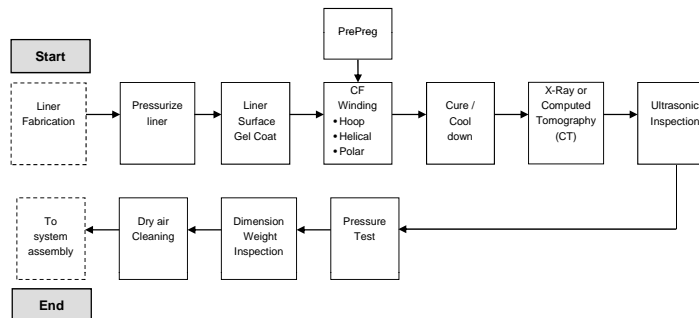 PrePreg
Start
Liner
Fabrication
Pressurize
liner
Liner
Surface
Gel Coat
CF
Winding
• Hoop
• Helical
• Polar
Cure /
Cool
down
X-Ray or
Computed
Tomography
(CT)
Ultrasonic
Inspection
To
system
assembly
Dry air
Cleaning
Dimension
Weight
Inspection
Pressure
Test
End